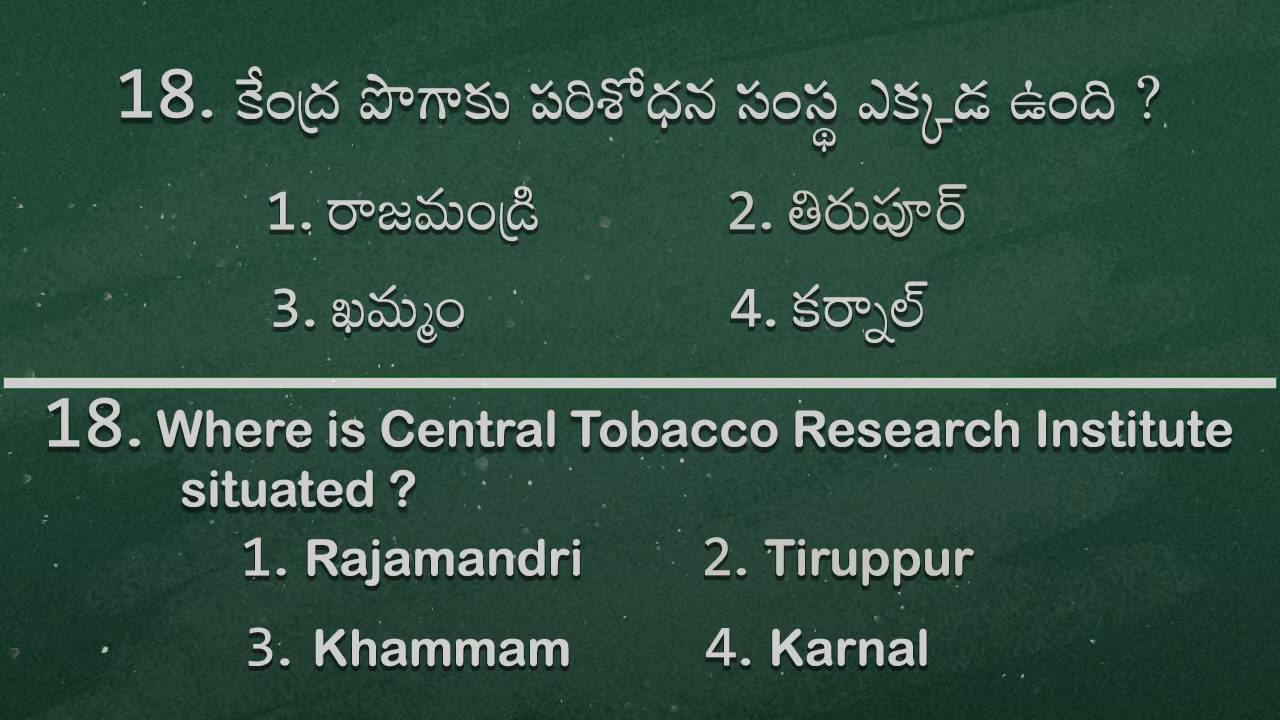 18. కేంద్ర పొగాకు పరిశోధన సంస్థ ఎక్కడ ఉంది ?
1. రాజమండ్రి 2. తిరుపూర్
3. ఖమ్మం 4. కర్నాల్
18. Where is Central Tobacco Research Institute
situated ?
1. Rajamandri 2. Tiruppur
3. Khammam 4. Karnal